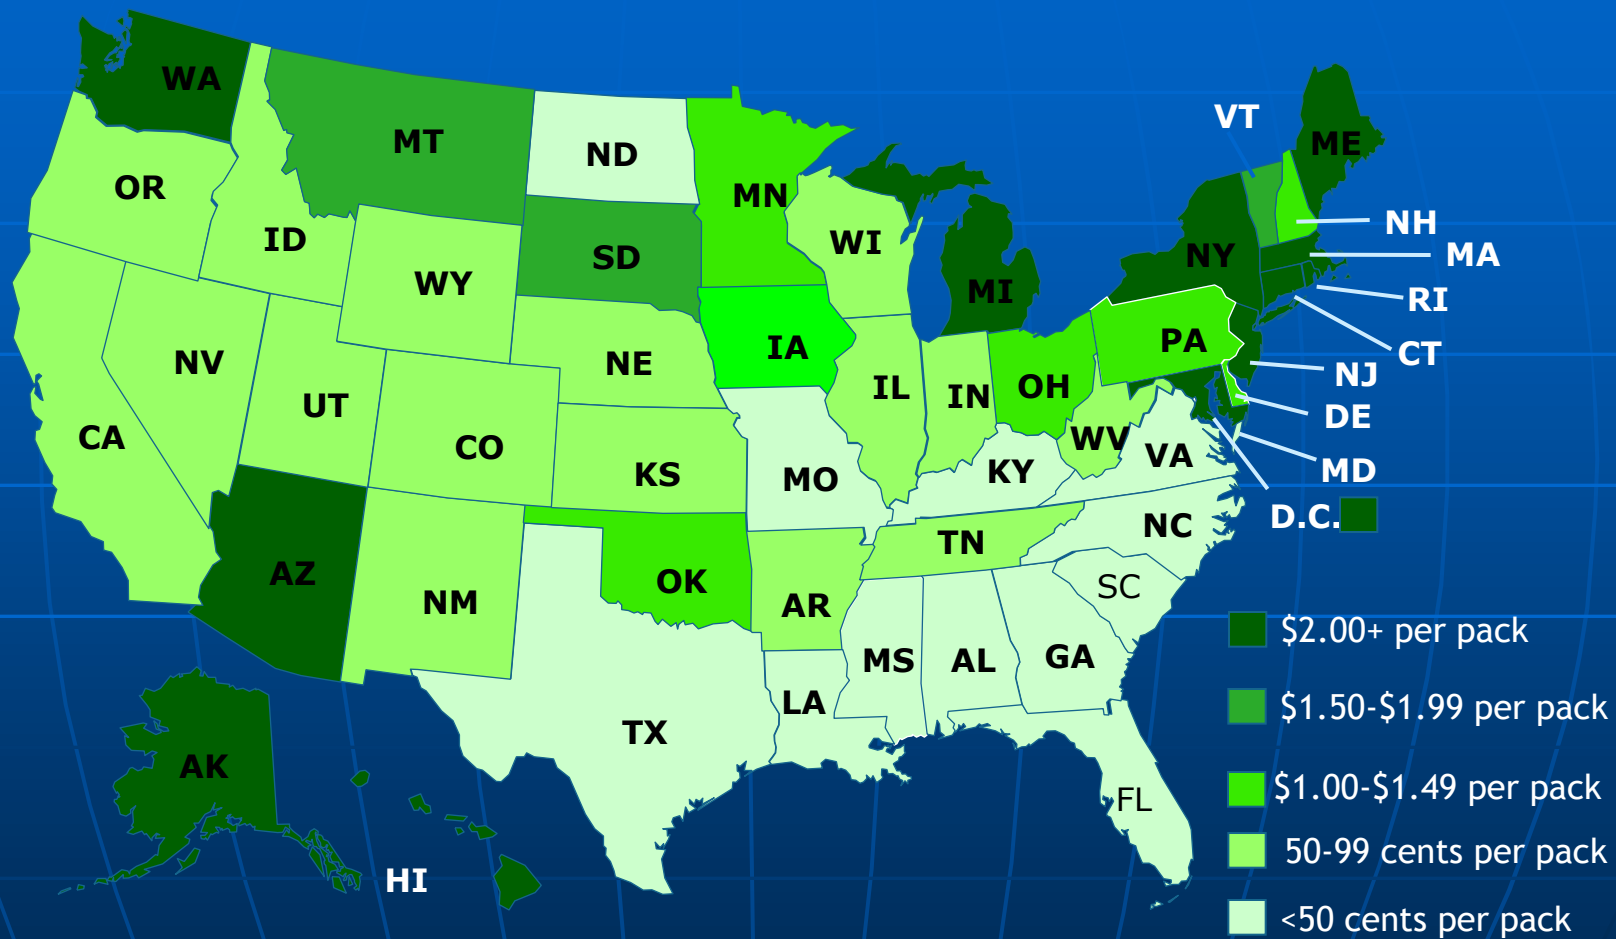 WA
MT
ND
MN
OR
ID
SD
WI
WY
MI
NY
VT
ME
NH
MA
RI
CT
NJ
DE
MD
D.C.
PA
NV
NE
IA
UT
IL
IN
OH
CA
CO
KS
MO
WV
VA
KY
NC
TN
AZ
NM
OK
AR
SC
MS
AL
GA
LA
TX
FL
AK
HI
$2.00+ per pack
$1.50-$1.99 per pack
$1.00-$1.49 per pack
50-99 cents per pack
<50 cents per pack